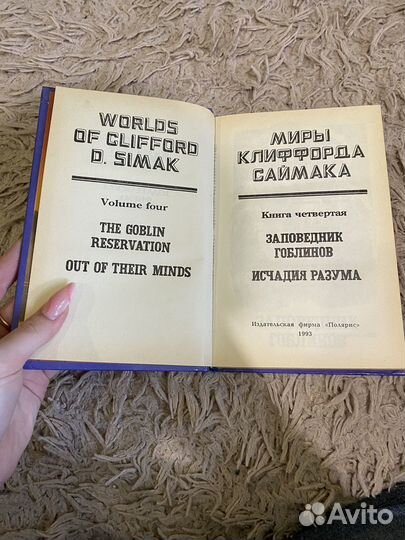 WORLDS
OF CLIFFORD
D. SIMAK
Volume four
THE GOBLIN
RESERVATION
OUT OF THEIR MINDS
МИРЫ
КЛИФФОРДА
САЙМАКА
Книга четвертая
ЗАПОВЕДНИК
ГОБЛИНОВ
ИСЧАДИЯ РАЗУМА
Издательская фирма «Полярис»
1993
Avito